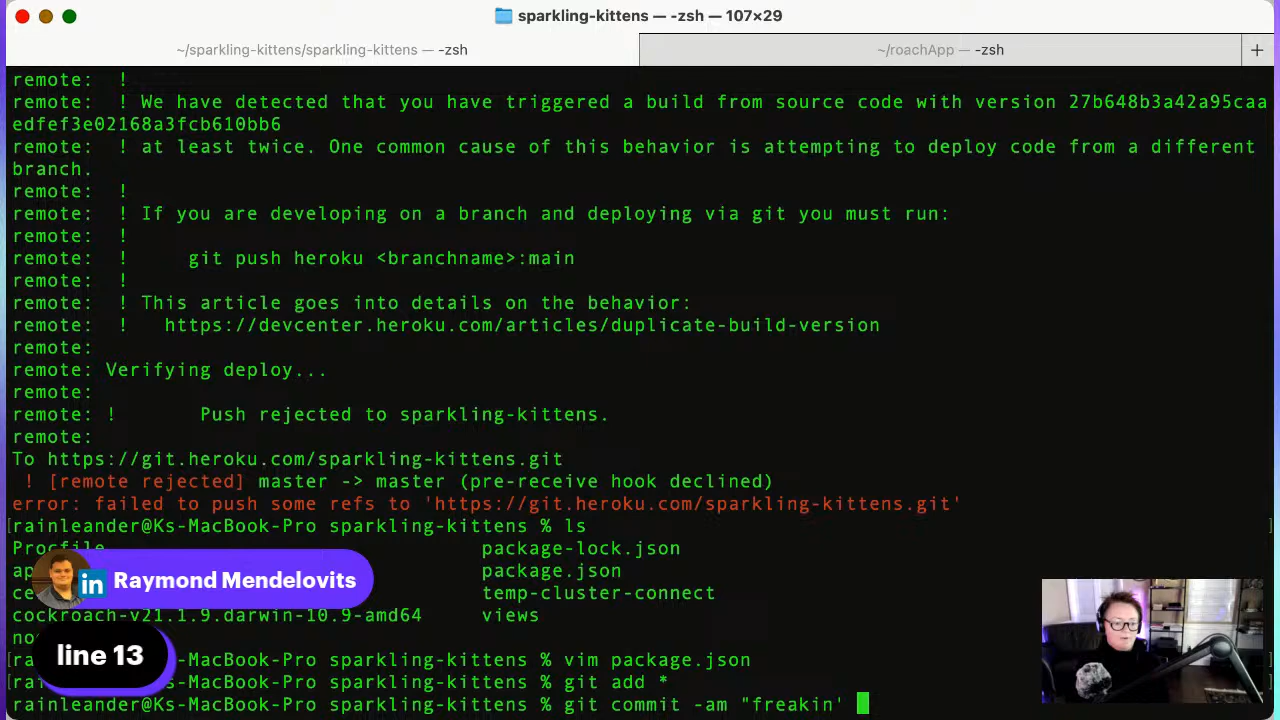 sparkling-kittens — -zsh — 107×29
~/sparkling-kittens/sparkling-kittens — -zsh
~/roachApp — -zsh
+
remote:  !
remote:  ! We have detected that you have triggered a build from source code with version 27b648b3a42a95caa
edfef3e02168a3fcb610bb6
remote:  ! at least twice. One common cause of this behavior is attempting to deploy code from a different
branch.
remote:  !
remote:  ! If you are developing on a branch and deploying via git you must run:
remote:  !
remote:  !     git push heroku <branchname>:main
remote:  !
remote:  ! This article goes into details on the behavior:
remote:  !   https://devcenter.heroku.com/articles/duplicate-build-version
remote:
remote: Verifying deploy...
remote:
remote: !       Push rejected to sparkling-kittens.
remote:
To https://git.heroku.com/sparkling-kittens.git
 ! [remote rejected] master -> master (pre-receive hook declined)
error: failed to push some refs to 'https://git.heroku.com/sparkling-kittens.git'
[rainleander@Ks-MacBook-Pro sparkling-kittens % ls ]
Procfile package-lock.json
package.json
temp-cluster-connect
cockroach-v21.1.9.darwin-10.9-amd64 views
-MacBook-Pro sparkling-kittens % vim package.json ]
-MacBook-Pro sparkling-kittens % git add * ]
rainleander@Ks-MacBook-Pro sparkling-kittens % git commit -am "freakin'
in Raymond Mendelovits
line 13